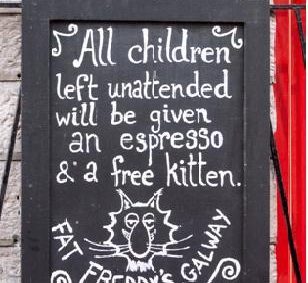 All children
left unattended
will be given
an espresso
& a free kitten.
FAT FREDDY'S GALWAY